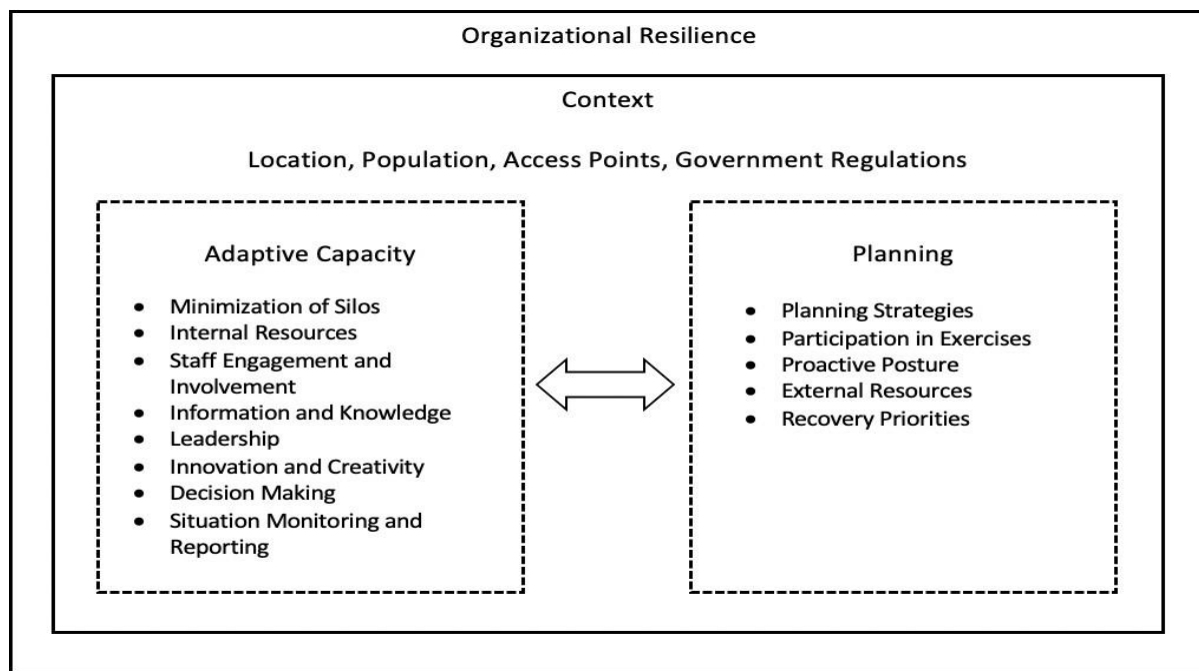 Organizational Resilience
Context
Location, Population, Access Points, Government Regulations
Adaptive Capacity
• Minimization of Silos
• Internal Resources
• Staff Engagement and
Involvement
• Information and Knowledge
• Leadership
• Innovation and Creativity
• Decision Making
• Situation Monitoring and
Reporting
Planning
• Planning Strategies
• Participation in Exercises
• Proactive Posture
• External Resources
• Recovery Priorities